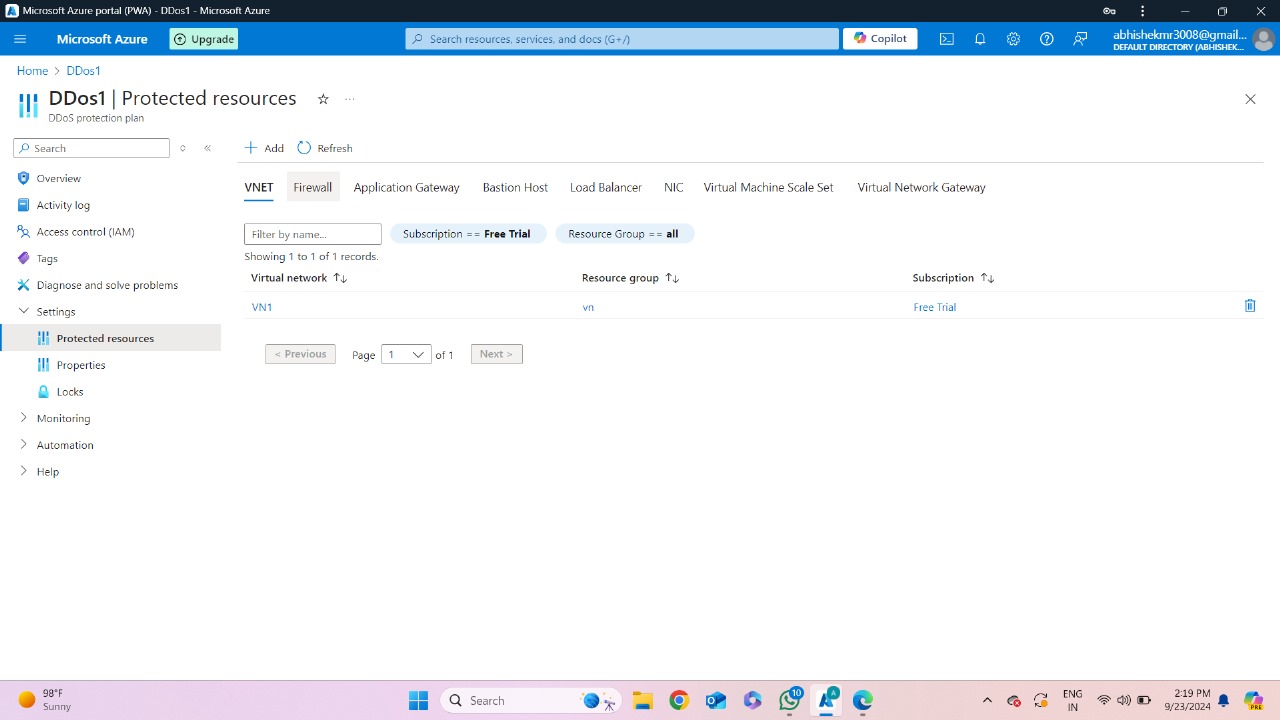 Microsoft Azure portal (PWA) - DDos1 - Microsoft Azure
Microsoft Azure
Upgrade
Search resources, services, and docs (G+/)
Copilot
abhishekmr3008@gmail...
DEFAULT DIRECTORY (ABHISHEK...
Home > DDos1
DDos1 | Protected resources
DDoS protection plan
Search
Add
Refresh
Overview
Activity log
Access control (IAM)
Tags
Diagnose and solve problems
Settings
Protected resources
Properties
Locks
Monitoring
Automation
Help
VNET Firewall Application Gateway Bastion Host Load Balancer NIC Virtual Machine Scale Set Virtual Network Gateway
Filter by name...
Subscription == Free Trial
Resource Group == all
Showing 1 to 1 of 1 records.
Virtual network Resource group Subscription
VN1 vn Free Trial
< Previous Page 1 of 1 Next >
98°F
Sunny
Search
10
A
ENG
IN
2:19 PM
9/23/2024
PRE